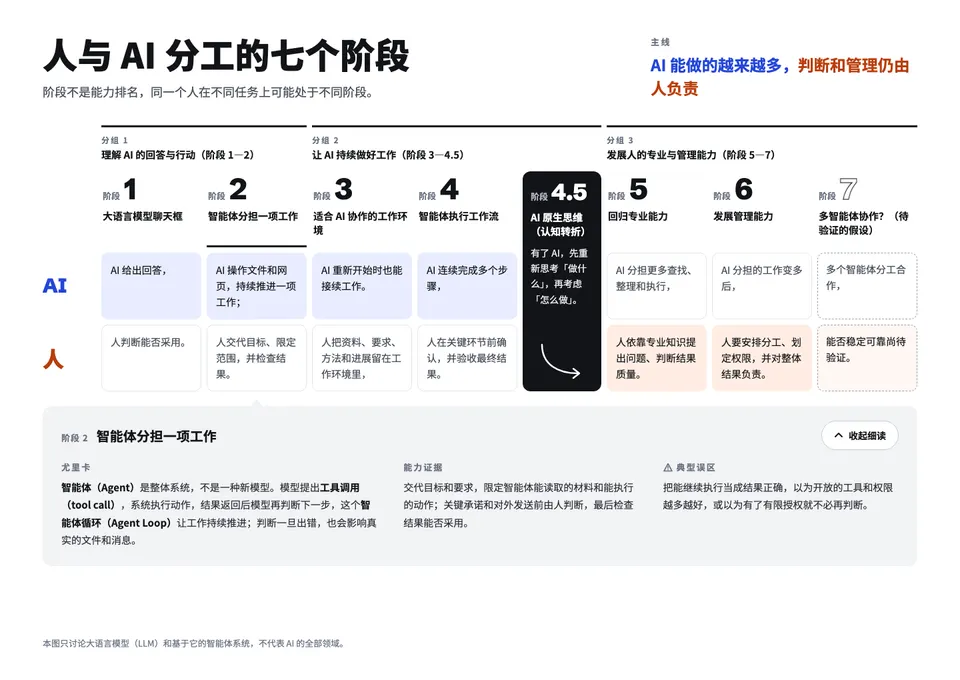 人与 AI 分工的七个阶段
阶段不是能力排名，同一个人在不同任务上可能处于不同阶段。
主线
AI 能做的越来越多，判断和管理仍由
人负责
分组 1
理解 AI 的回答与行动（阶段 1—2）
分组 2
让 AI 持续做好工作（阶段 3—4.5）
分组 3
发展人的专业与管理能力（阶段 5—7）
阶段 1
大语言模型聊天框
阶段 2
智能体分担一项工作
阶段 3
适合 AI 协作的工作环
境
阶段 4
智能体执行工作流
阶段 4.5
AI 原生思维
（认知转折）
有了 AI，先重
新思考「做什
么」，再考虑
「怎么做」。
阶段 5
回归专业能力
阶段 6
发展管理能力
阶段 7
多智能体协作？（待
验证的假设）
AI
AI 给出回答，
AI 操作文件和网
页，持续推进一项
工作；
AI 重新开始时也能
接续工作。
AI 连续完成多个步
骤，
AI 分担更多查找、
整理和执行，
AI 分担的工作变多
后，
多个智能体分工合
作，
人
人判断能否采用。
人交代目标、限定
范围，并检查结
果。
人把资料、要求、
方法和进展留在工
作环境里，
人在关键环节前确
认，并验收最终结
果。
人依靠专业知识提
出问题、判断结果
质量。
人要安排分工、划
定权限，并对整体
结果负责。
能否稳定可靠尚待
验证。
阶段 2 智能体分担一项工作
收起细读
尤里卡
智能体（Agent）是整体系统，不是一种新模型。模型提出工具调用
（tool call），系统执行动作，结果返回后模型再判断下一步，这个智
能体循环（Agent Loop）让工作持续推进；判断一旦出错，也会影响真
实的文件和消息。
能力证据
交代目标和要求，限定智能体能读取的材料和能执行
的动作；关键承诺和对外发送前由人判断，最后检查
结果能否采用。
典型误区
把能继续执行当成结果正确，以为开放的工具和权限
越多越好，或以为有了有限授权就不必再判断。
本图只讨论大语言模型（LLM）和基于它的智能体系统，不代表 AI 的全部领域。